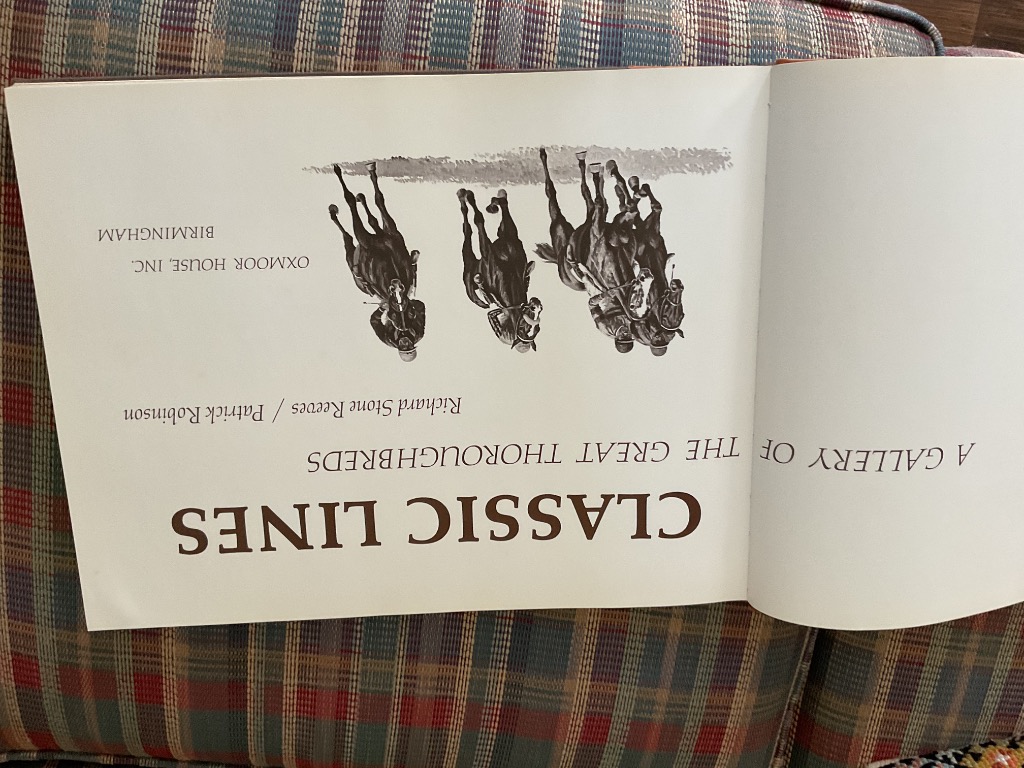 CLASSIC LINES
A GALLERY OF THE GREAT THOROUGHBREDS
Richard Stone Reeves / Patrick Robinson
OXMOOR HOUSE, INC.
BIRMINGHAM